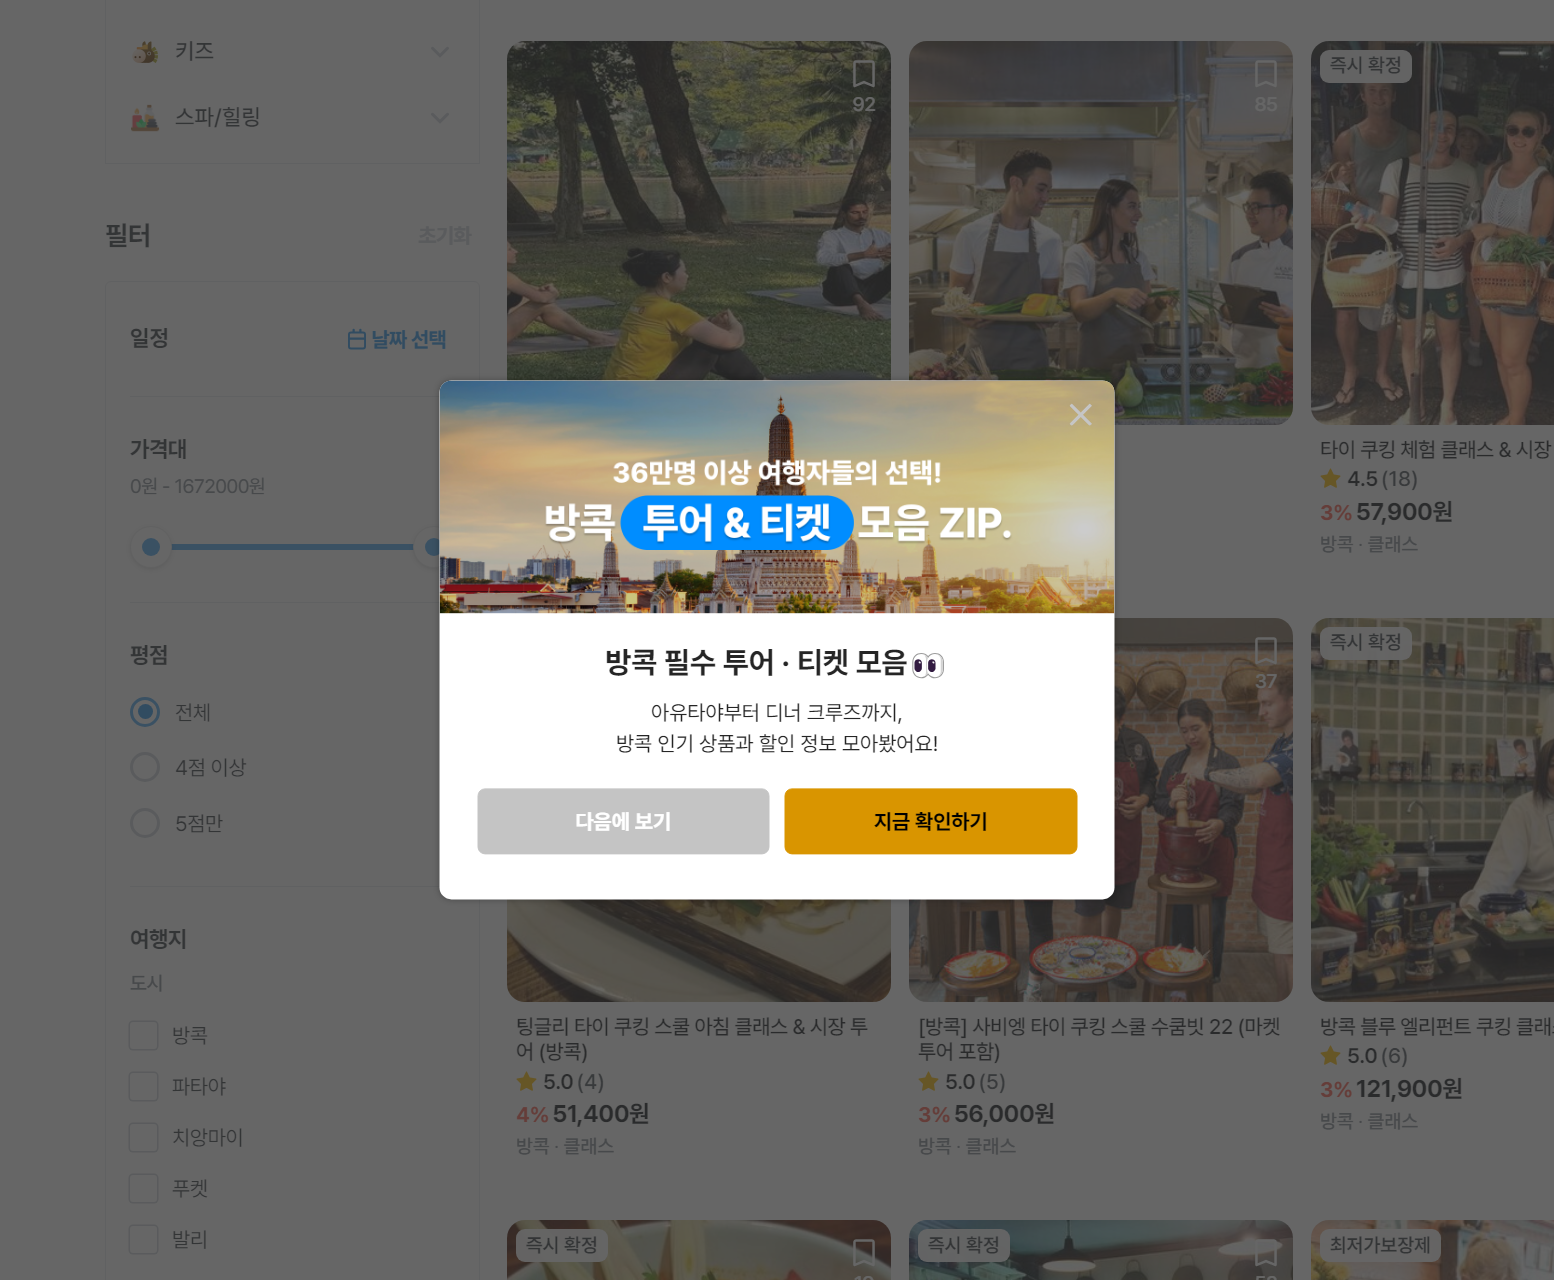 키즈
스파/힐링
필터
초기화
일정
날짜 선택
가격대
0원 - 1672000원
평점
전체
4점 이상
5점만
여행지
도시
방콕
파타야
치앙마이
푸켓
발리
92
85
즉시 확정
타이 쿠킹 체험 클래스 & 시장
4.5 (18)
3% 57,900원
방콕 · 클래스
36만명 이상 여행자들의 선택!
방콕 투어 & 티켓 모음 ZIP.
방콕 필수 투어 · 티켓 모음👀
아유타야부터 디너 크루즈까지,
방콕 인기 상품과 할인 정보 모아봤어요!
다음에 보기
지금 확인하기
37
즉시 확정
팅글리 타이 쿠킹 스쿨 아침 클래스 & 시장 투
어 (방콕)
5.0 (4)
4% 51,400원
방콕 · 클래스
[방콕] 사비엥 타이 쿠킹 스쿨 수쿰빗 22 (마켓
투어 포함)
5.0 (5)
3% 56,000원
방콕 · 클래스
방콕 블루 엘리펀트 쿠킹 클래
5.0 (6)
3% 121,900원
방콕 · 클래스
즉시 확정
즉시 확정
최저가보장제